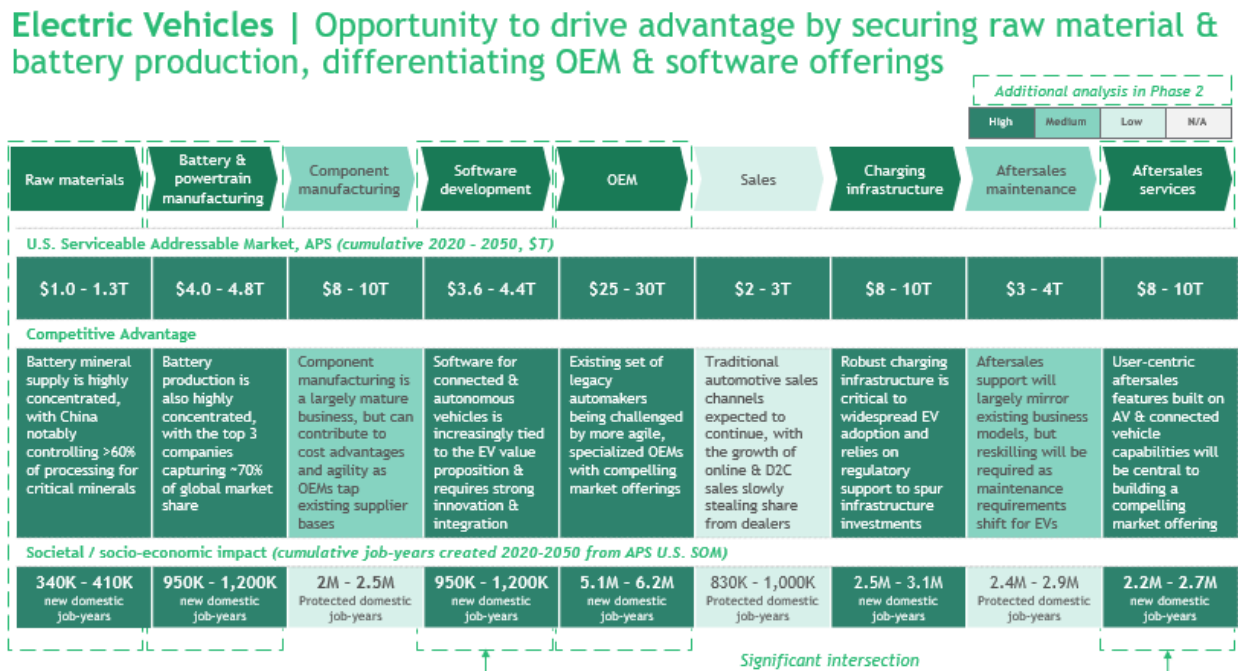 Electric Vehicles | Opportunity to drive advantage by securing raw material &
battery production, differentiating OEM & software offerings
Additional analysis in Phase 2
High Medium Low N/A
Raw materials
Battery &
powertrain
manufacturing
Component
manufacturing
Software
development
OEM
Sales
Charging
infrastructure
Aftersales
maintenance
Aftersales
services
U.S. Serviceable Addressable Market, APS (cumulative 2020 - 2050, $T)
$1.0 - 1.3T
$4.0 - 4.8T
$8 - 10T
$3.6 - 4.4T
$25 - 30T
$2 - 3T
$8 - 10T
$3 - 4T
$8 - 10T
Competitive Advantage
Battery mineral
supply is highly
concentrated,
with China
notably
controlling >60%
of processing for
critical minerals
Battery
production is
also highly
concentrated,
with the top 3
companies
capturing ~70%
of global market
share
Component
manufacturing is
a largely mature
business, but can
contribute to
cost advantages
and agility as
OEMs tap
existing supplier
bases
Software for
connected &
autonomous
vehicles is
increasingly tied
to the EV value
proposition &
requires strong
innovation &
integration
Existing set of
legacy
automakers
being challenged
by more agile,
specialized OEMs
with compelling
market offerings
Traditional
automotive sales
channels
expected to
continue, with
the growth of
online & D2C
sales slowly
stealing share
from dealers
Robust charging
infrastructure is
critical to
widespread EV
adoption and
relies on
regulatory
support to spur
infrastructure
investments
Aftersales
support will
largely mirror
existing business
models, but
reskilling will be
required as
maintenance
requirements
shift for EVs
User-centric
aftersales
features built on
AV & connected
vehicle
capabilities will
be central to
building a
compelling
market offering
Societal / socio-economic impact (cumulative job-years created 2020-2050 from APS U.S. SOM)
340K - 410K
new domestic
job-years
950K - 1,200K
new domestic
job-years
2M - 2.5M
Protected domestic
job-years
950K - 1,200K
new domestic
job-years
5.1M - 6.2M
new domestic
job-years
830K - 1,000K
Protected domestic
job-years
2.5M - 3.1M
new domestic
job-years
2.4M - 2.9M
Protected domestic
job-years
2.2M - 2.7M
new domestic
job-years
Significant intersection